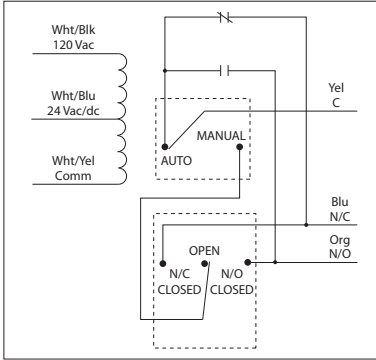 Wht/Blk
120 Vac
Wht/Blu
24 Vac/dc
Wht/Yel
Comm
Yel
C
MANUAL
AUTO
Blu
N/C
Org
N/O
OPEN
N/C
CLOSED
N/O
CLOSED